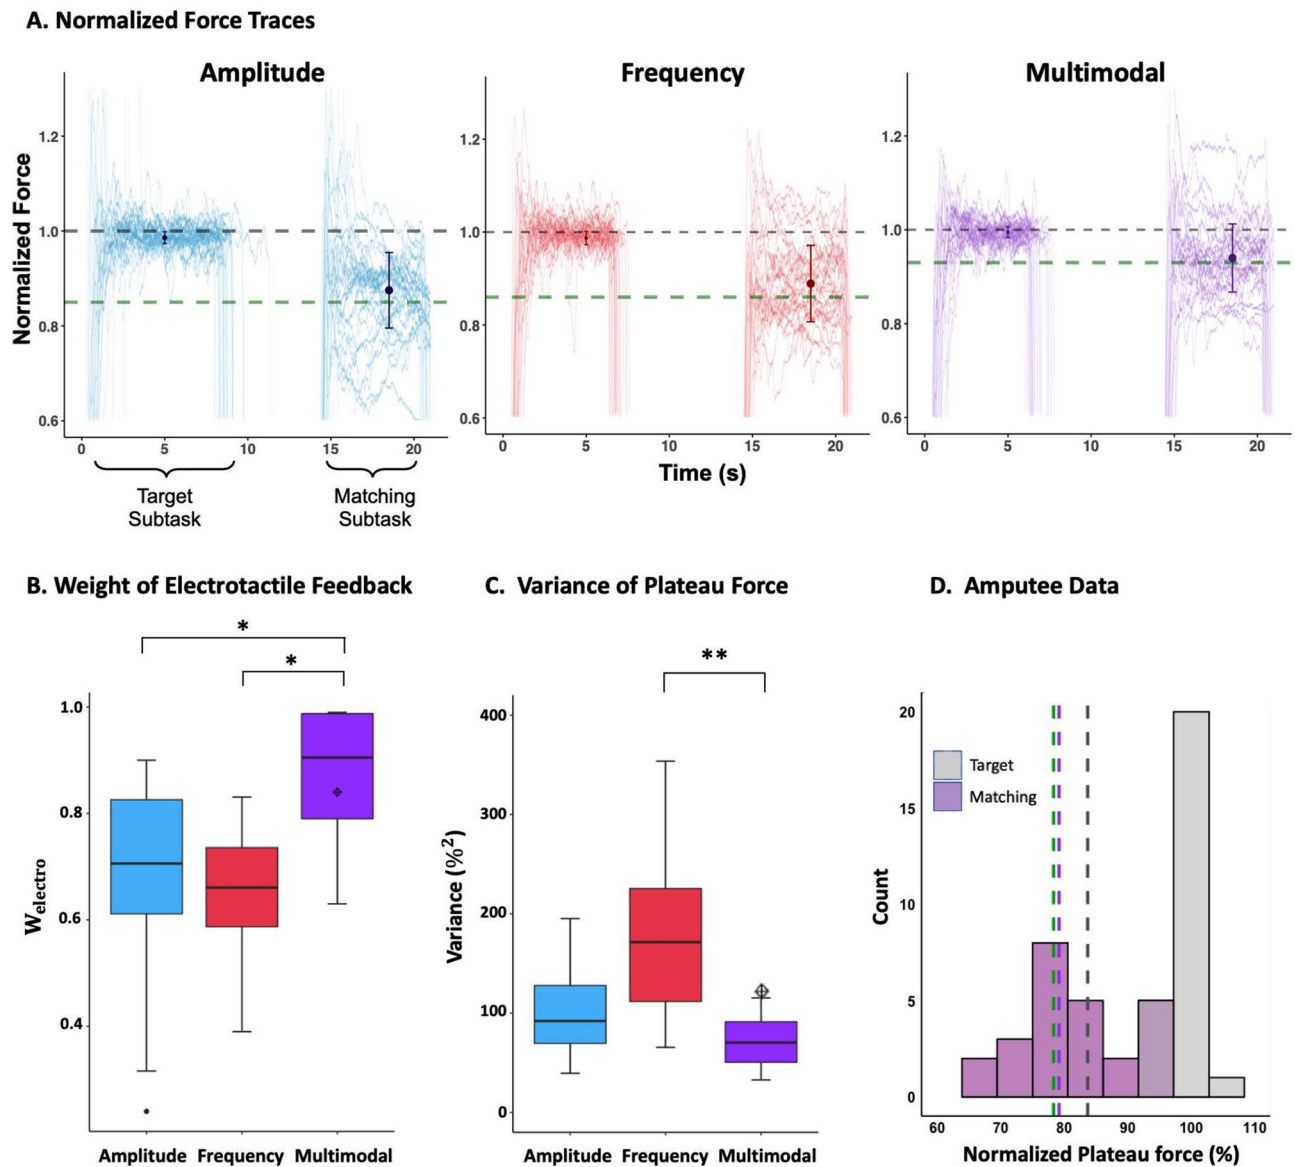 A. Normalized Force Traces
Amplitude
Frequency
Multimodal
Normalized Force
1.2
1.0
0.8
0.6
0
5
10
15
20
1.2
1.0
0.8
0.6
0
5
10
15
20
1.2
1.0
0.8
0.6
0
5
10
15
20
Time (s)
Target
Subtask
Matching
Subtask
B. Weight of Electrotactile Feedback
*
*
W_electro
1.0
0.8
0.6
0.4
Amplitude
Frequency
Multimodal
C. Variance of Plateau Force
**
Variance (%²)
400
300
200
100
0
Amplitude
Frequency
Multimodal
D. Amputee Data
Count
20
15
10
5
0
Target
Matching
60
70
80
90
100
110
Normalized Plateau force (%)